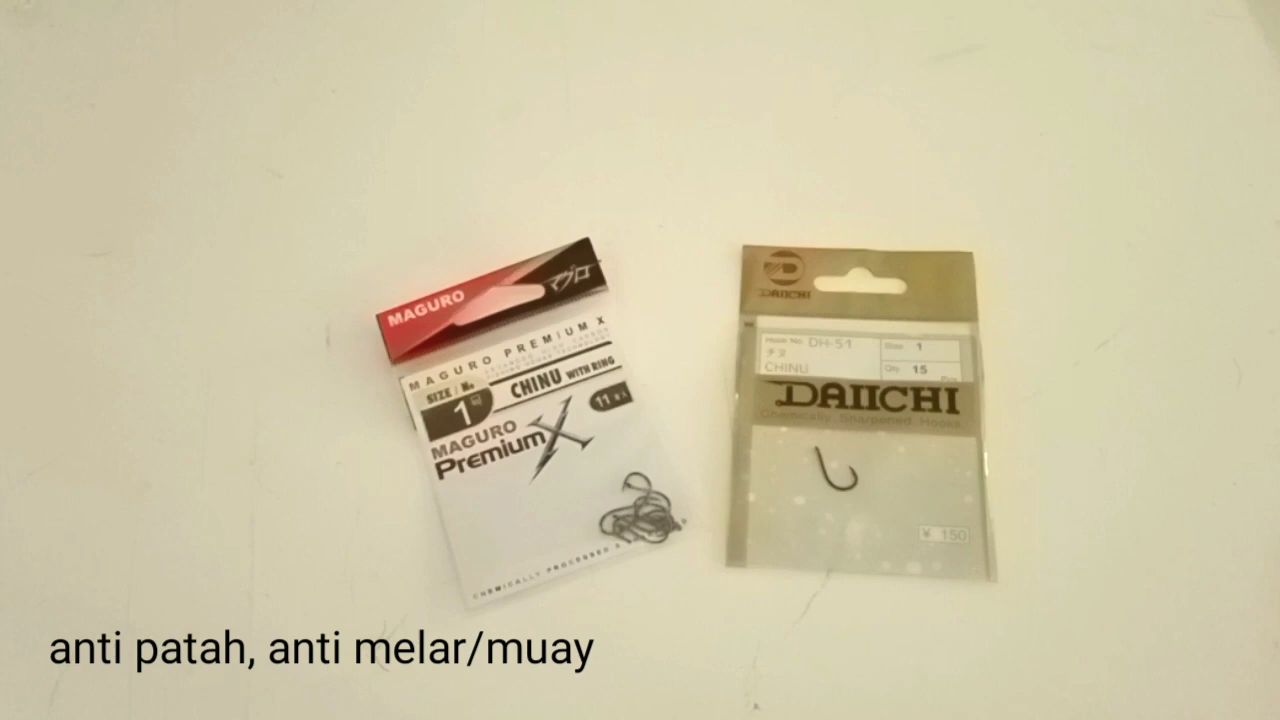 MAGURO
マグロ
MAGURO PREMIUM X
SIZE / No
1
CHINU WITH RING
11
MAGURO
Premium X
CHEMICALLY PROCESSED
DAIICHI
Hook No. DH-51
チヌ
CHINU
Size 1
Qty 15 Pcs
DAIICHI
Chemically Sharpened Hooks
¥ 150
anti patah, anti melar/muay